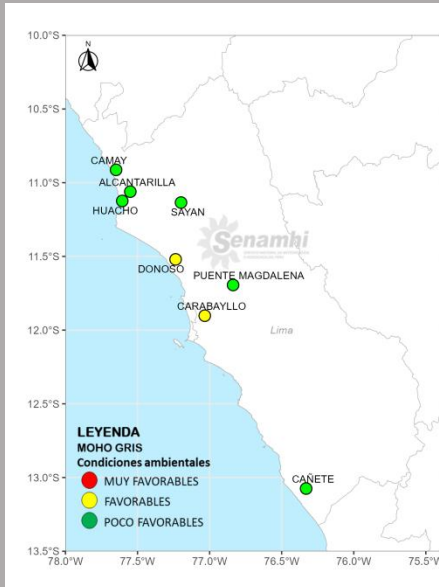 10.0°S
N
10.5°S
CAMAY
11.0°S
ALCANTARILLA
HUACHO
SAYAN
Senamhi
11.5°S
DONOSO
PUENTE MAGDALENA
CARABAYLLO
12.0°S
Lima
12.5°S
LEYENDA
MOHO GRIS
Condiciones ambientales
MUY FAVORABLES
FAVORABLES
POCO FAVORABLES
13.0°S
CAÑETE
13.5°S
78.0°W 77.5°W 77.0°W 76.5°W 76.0°W 75.5°W